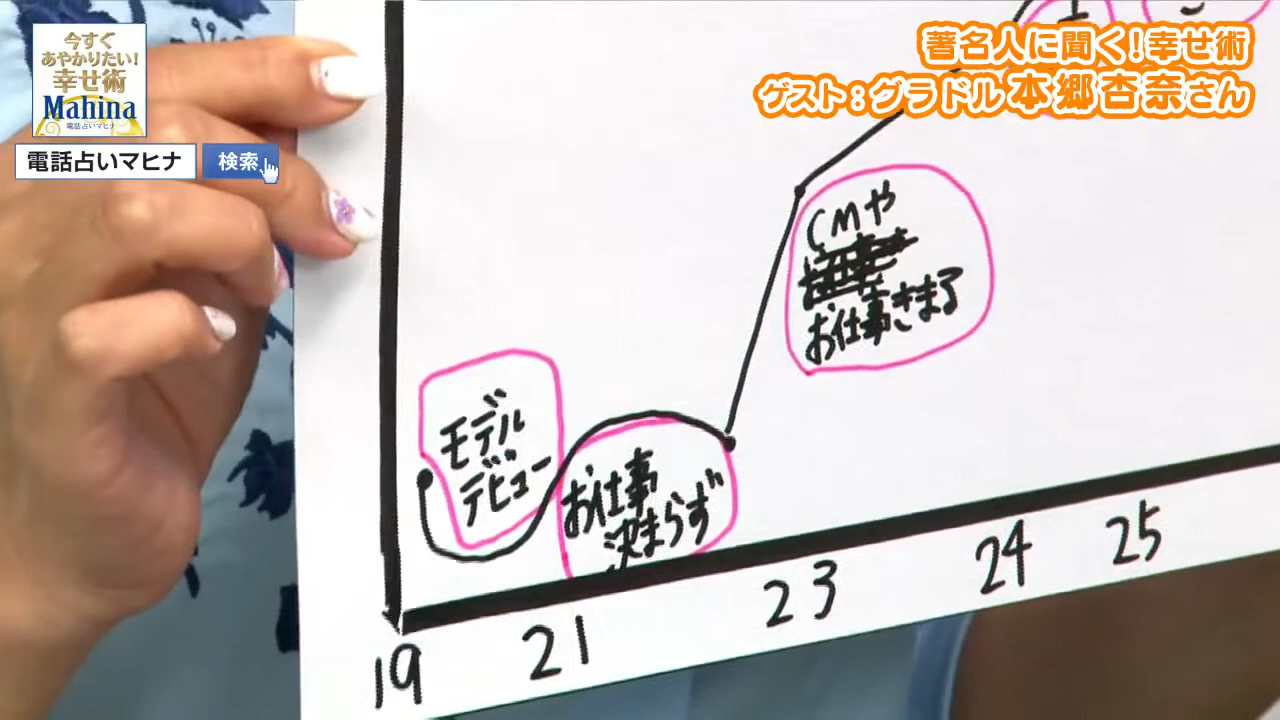 今すぐ
あやかりたい!
幸せ術
Mahina
電話占いマヒナ
電話占いマヒナ
検索
著名人に聞く!幸せ術
ゲスト:グラドル 本郷杏奈さん
CMや
お仕事きまる
モデル
デビュー
お仕事
決まらず
19
21
23
24
25